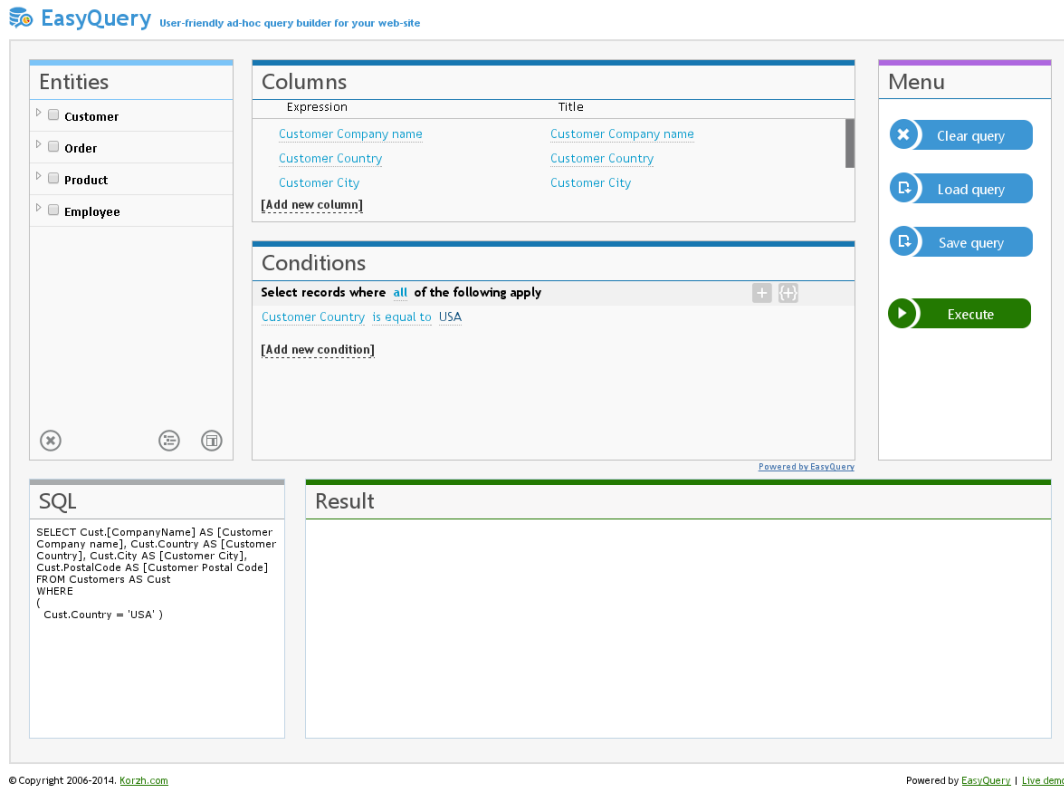 EasyQuery User-friendly ad-hoc query builder for your web-site
Entities
Customer
Order
Product
Employee
Columns
Expression Title
Customer Company name Customer Company name
Customer Country Customer Country
Customer City Customer City
[Add new column]
Conditions
Select records where all of the following apply
Customer Country is equal to USA
[Add new condition]
Powered by EasyQuery
Menu
Clear query
Load query
Save query
Execute
SQL
SELECT Cust.[CompanyName] AS [Customer
Company name], Cust.Country AS [Customer
Country], Cust.City AS [Customer City],
Cust.PostalCode AS [Customer Postal Code]
FROM Customers AS Cust
WHERE
(
Cust.Country = 'USA' )
Result
© Copyright 2006-2014. Korzh.com
Powered by EasyQuery | Live demo